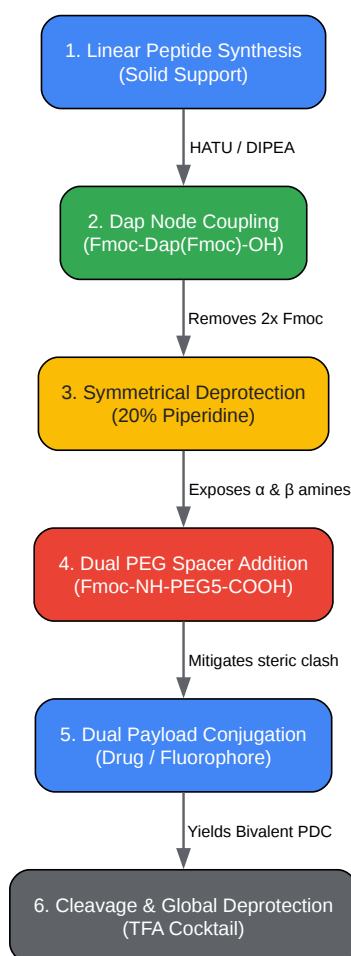 1. Linear Peptide Synthesis
(Solid Support)
HATU / DIPEA
2. Dap Node Coupling
(Fmoc-Dap(Fmoc)-OH)
Removes 2x Fmoc
3. Symmetrical Deprotection
(20% Piperidine)
Exposes α & β amines
4. Dual PEG Spacer Addition
(Fmoc-NH-PEG5-COOH)
Mitigates steric clash
5. Dual Payload Conjugation
(Drug / Fluorophore)
Yields Bivalent PDC
6. Cleavage & Global Deprotection
(TFA Cocktail)